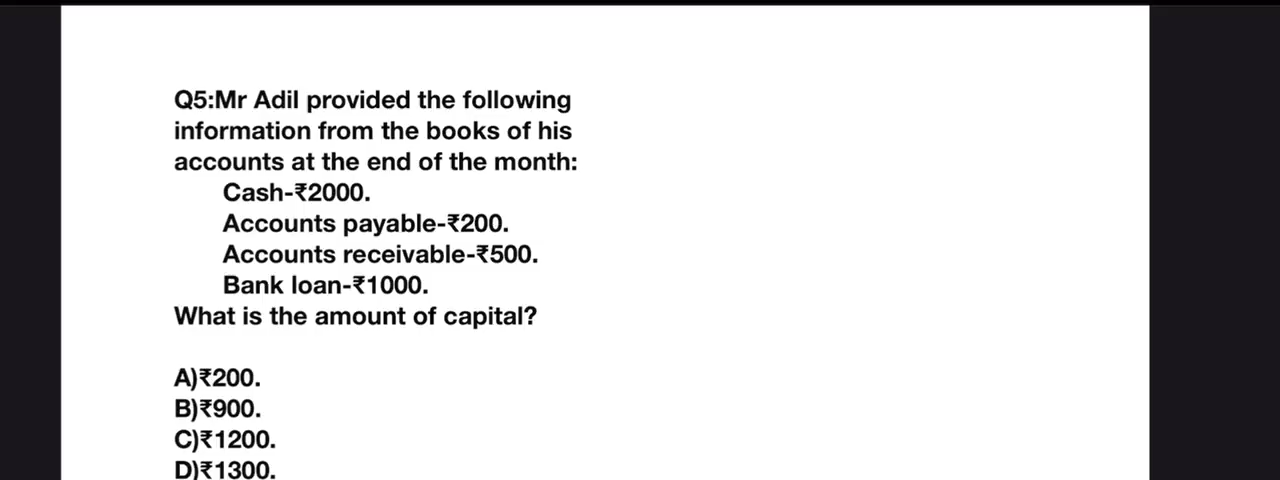 Q5:Mr Adil provided the following
information from the books of his
accounts at the end of the month:
Cash-₹2000.
Accounts payable-₹200.
Accounts receivable-₹500.
Bank loan-₹1000.
What is the amount of capital?
A)₹200.
B)₹900.
C)₹1200.
D)₹1300.